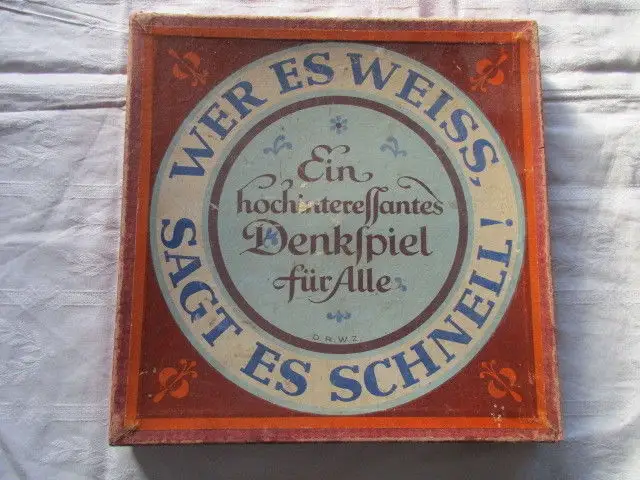 WER ES WEISS,
SAGT ES SCHNELL!
Ein
hochintereſſantes
Denkſpiel
für Alle
D. R. W. Z.